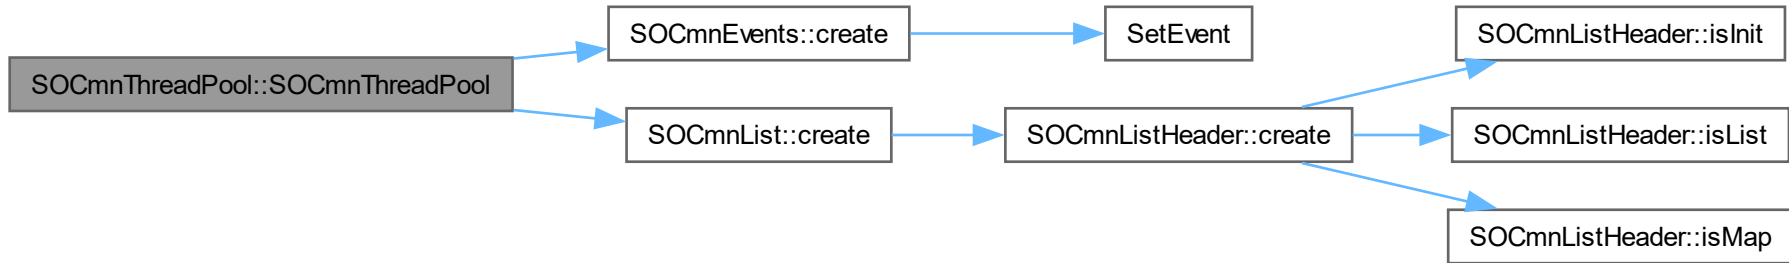 SOCmnThreadPool::SOCmnThreadPool
SOCmnEvents::create
SetEvent
SOCmnList::create
SOCmnListHeader::create
SOCmnListHeader::isInit
SOCmnListHeader::isList
SOCmnListHeader::isMap